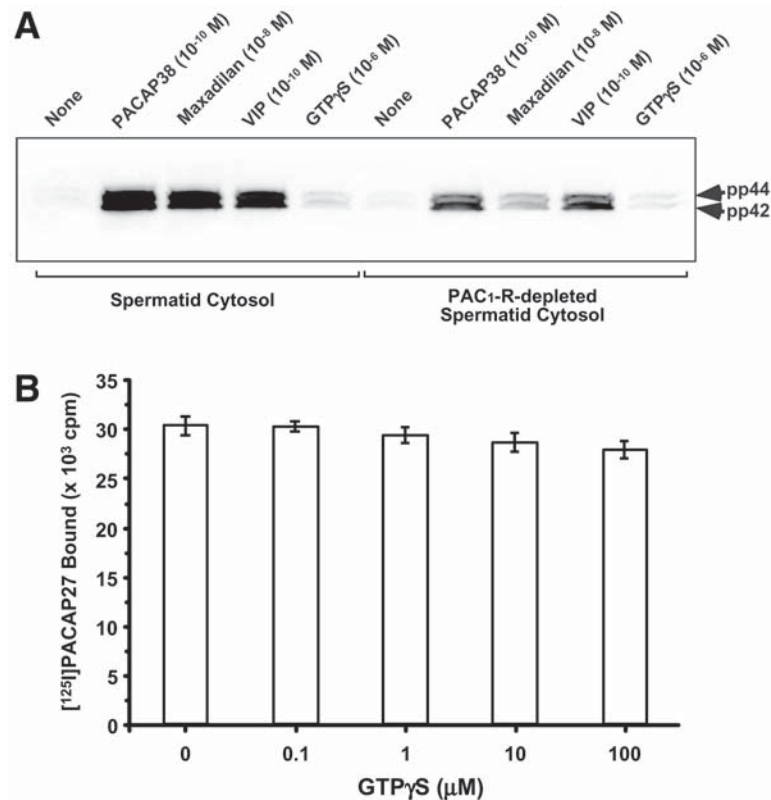 A
None
PACAP38 (10⁻¹⁰ M)
Maxadilan (10⁻⁸ M)
VIP (10⁻¹⁰ M)
GTPγS (10⁻⁶ M)
None
PACAP38 (10⁻¹⁰ M)
Maxadilan (10⁻⁸ M)
VIP (10⁻¹⁰ M)
GTPγS (10⁻⁶ M)
pp44
pp42
Spermatid Cytosol
PAC₁-R-depleted
Spermatid Cytosol
B
[¹²⁵I]PACAP27 Bound (x 10³ cpm)
35
30
25
20
15
10
5
0
0 0.1 1 10 100
GTPγS (μM)